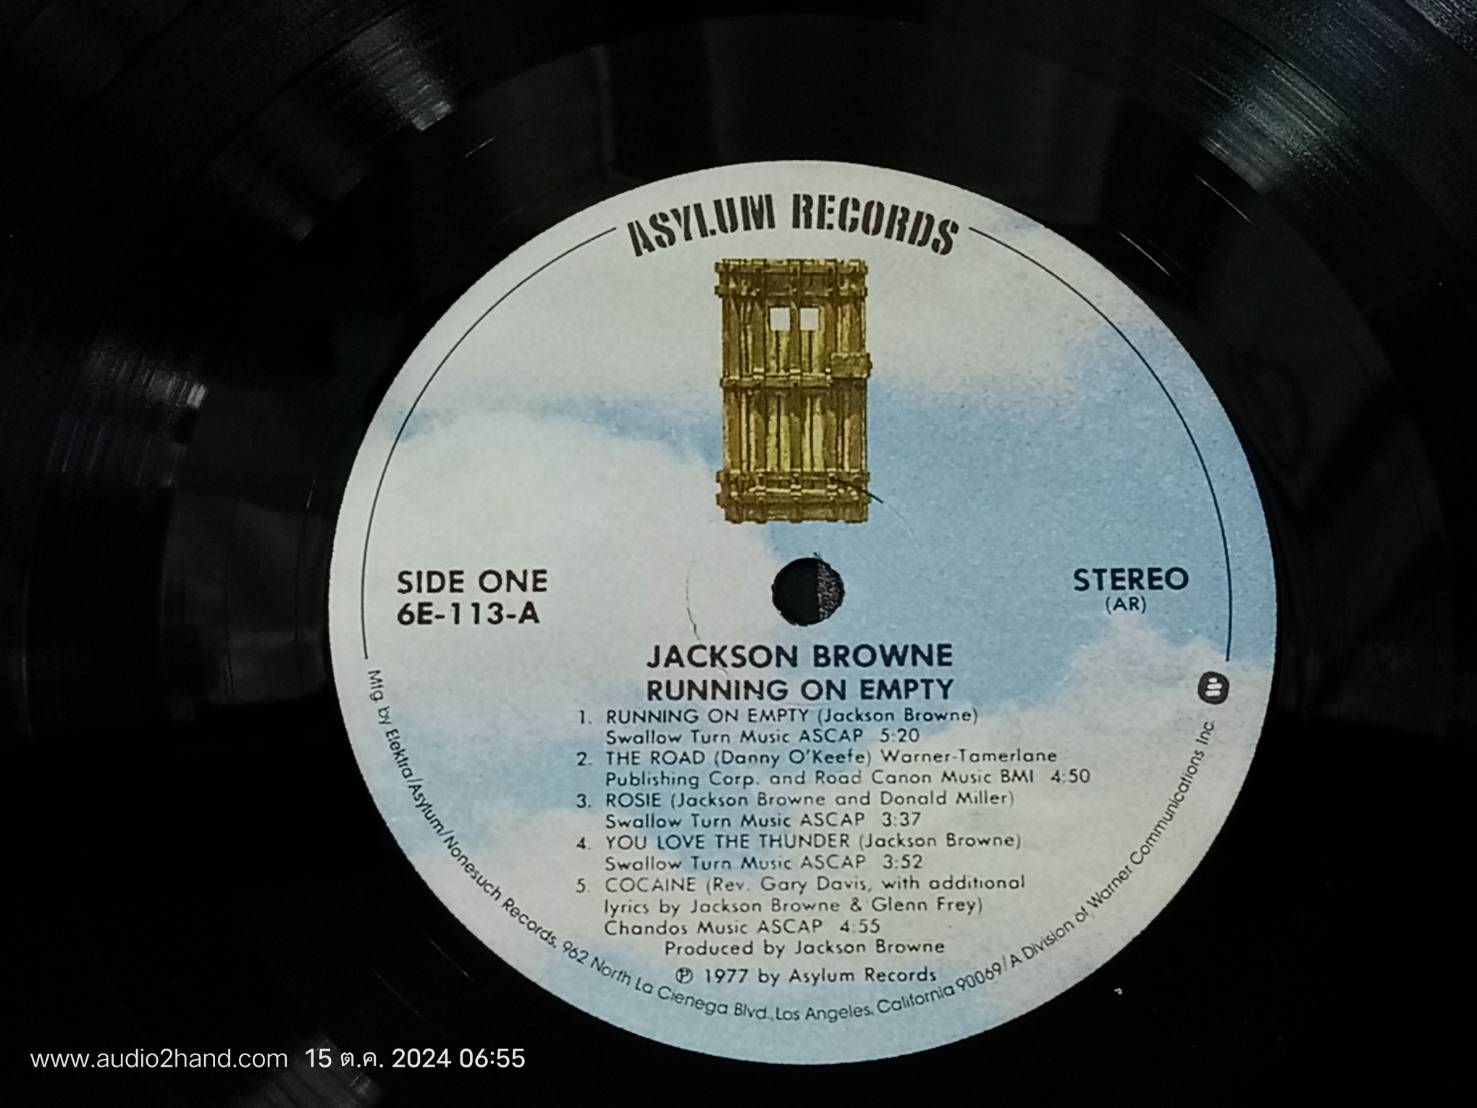 ASYLUM RECORDS
SIDE ONE
6E-113-A
STEREO
(AR)
JACKSON BROWNE
RUNNING ON EMPTY
1. RUNNING ON EMPTY (Jackson Browne)
Swallow Turn Music ASCAP 5:20
2. THE ROAD (Danny O'Keefe) Warner-Tamerlane
Publishing Corp. and Road Canon Music BMI 4:50
3. ROSIE (Jackson Browne and Donald Miller)
Swallow Turn Music ASCAP 3:37
4. YOU LOVE THE THUNDER (Jackson Browne)
Swallow Turn Music ASCAP 3:52
5. COCAINE (Rev. Gary Davis, with additional
lyrics by Jackson Browne & Glenn Frey)
Chandos Music ASCAP 4:55
Produced by Jackson Browne
℗ 1977 by Asylum Records
Mfg. by Elektra/Asylum/Nonesuch Records, 962 North La Cienega Blvd., Los Angeles, California 90069/A Division of Warner Communications Inc.
www.audio2hand.com 15 ต.ค. 2024 06:55